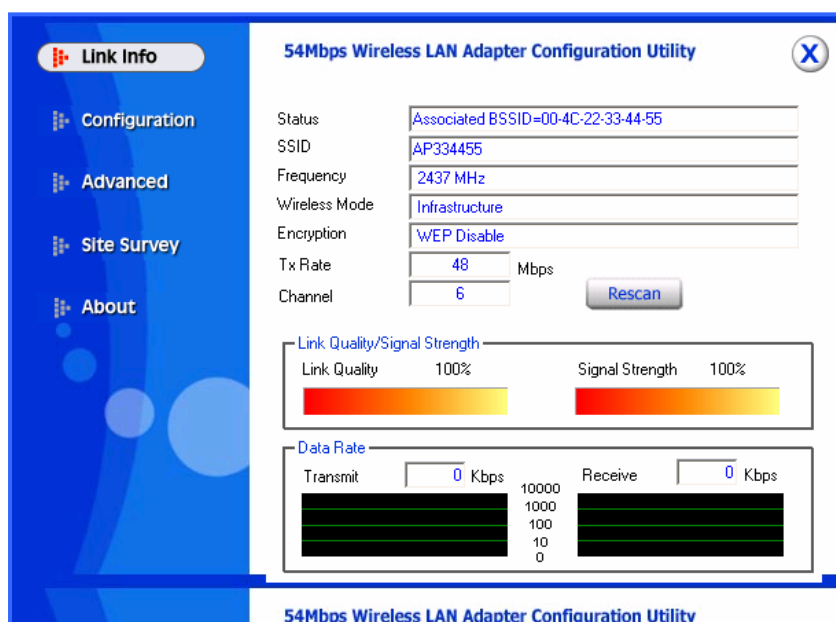 Link Info
Configuration
Advanced
Site Survey
About
54Mbps Wireless LAN Adapter Configuration Utility
X
Status Associated BSSID=00-4C-22-33-44-55
SSID AP334455
Frequency 2437 MHz
Wireless Mode Infrastructure
Encryption WEP Disable
Tx Rate 48 Mbps
Channel 6 Rescan
Link Quality/Signal Strength
Link Quality 100% Signal Strength 100%
Data Rate
Transmit 0 Kbps Receive 0 Kbps
10000
1000
100
10
0
54Mbps Wireless LAN Adapter Configuration Utility